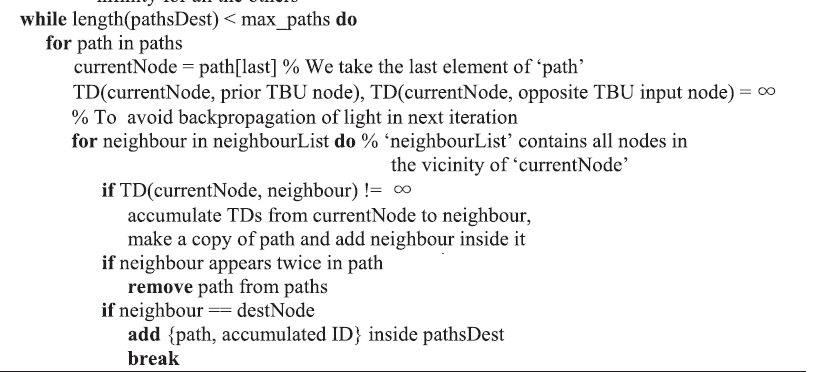 infinity for all the others
while length(pathsDest) < max_paths do
for path in paths
currentNode = path[last] % We take the last element of ‘path’
TD(currentNode, prior TBU node), TD(currentNode, opposite TBU input node) = ∞
% To avoid backpropagation of light in next iteration
for neighbour in neighbourList do % ‘neighbourList’ contains all nodes in
the vicinity of ‘currentNode’
if TD(currentNode, neighbour) != ∞
accumulate TDs from currentNode to neighbour,
make a copy of path and add neighbour inside it
if neighbour appears twice in path
remove path from paths
if neighbour == destNode
add {path, accumulated ID} inside pathsDest
break